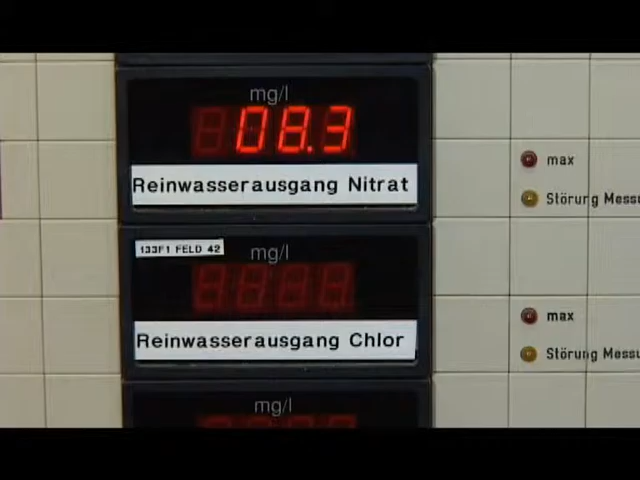 mg/l
08.3
Reinwasserausgang Nitrat
max
Störung Messu
133F1 FELD 42
mg/l
Reinwasserausgang Chlor
max
Störung Messu
mg/l